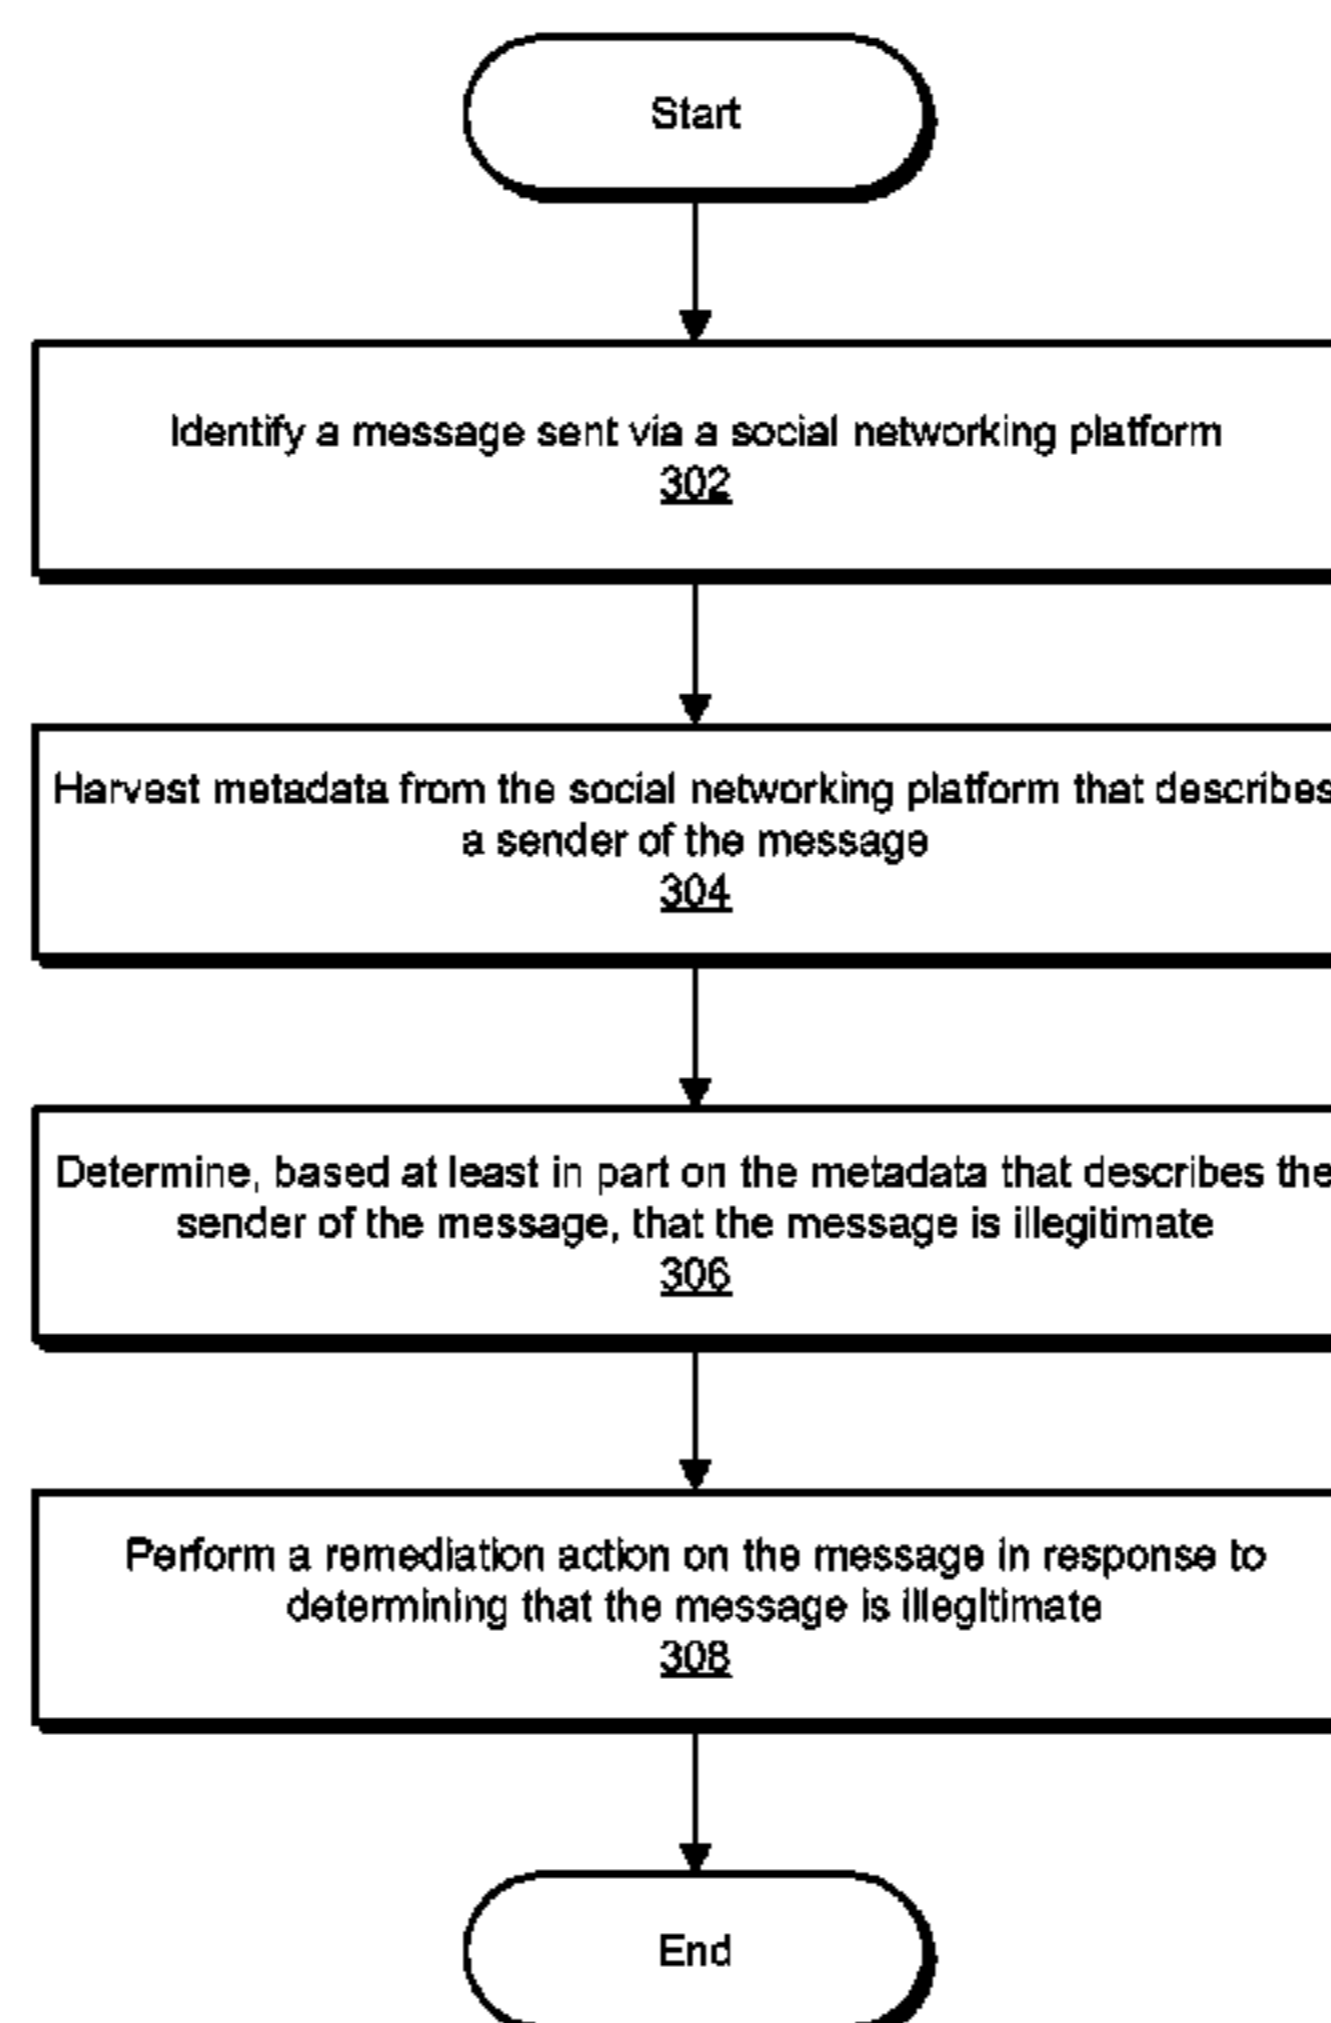 Start
Identify a message sent via a social networking platform
302
Harvest metadata from the social networking platform that describes
a sender of the message
304
Determine, based at least in part on the metadata that describes the
sender of the message, that the message is illegitimate
306
Perform a remediation action on the message in response to
determining that the message is illegitimate
308
End